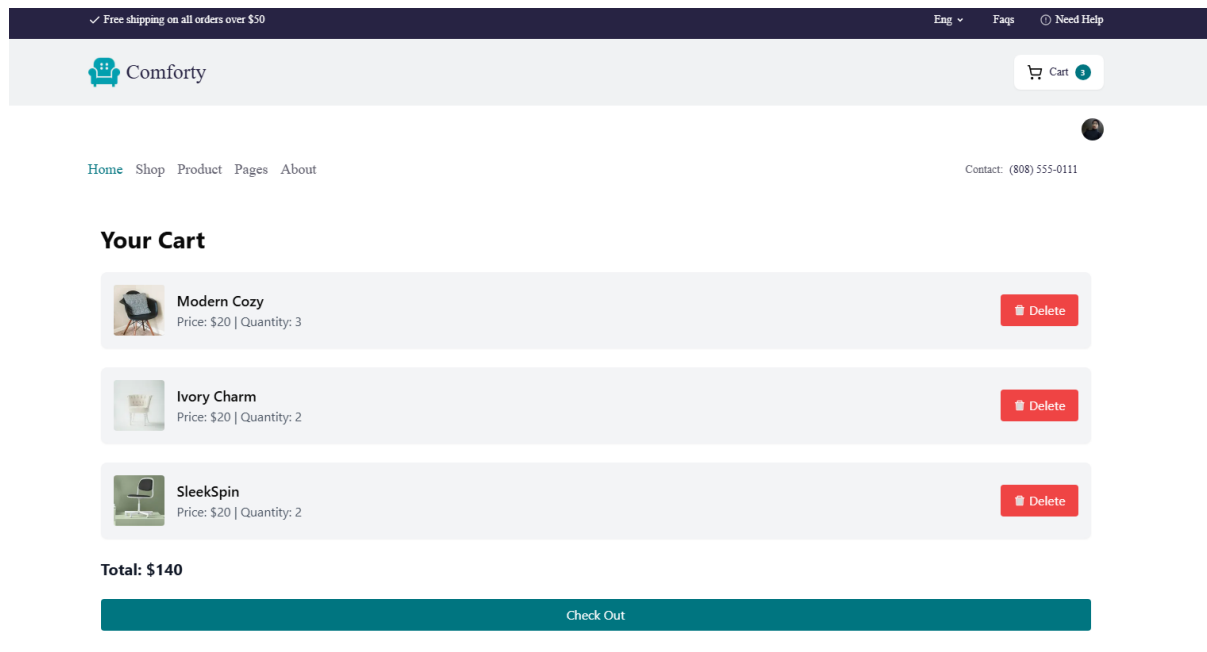 Free shipping on all orders over $50
Eng
Faqs
Need Help
Comforty
Cart 3
Home Shop Product Pages About
Contact: (808) 555-0111
Your Cart
Modern Cozy
Price: $20 | Quantity: 3
Delete
Ivory Charm
Price: $20 | Quantity: 2
Delete
SleekSpin
Price: $20 | Quantity: 2
Delete
Total: $140
Check Out